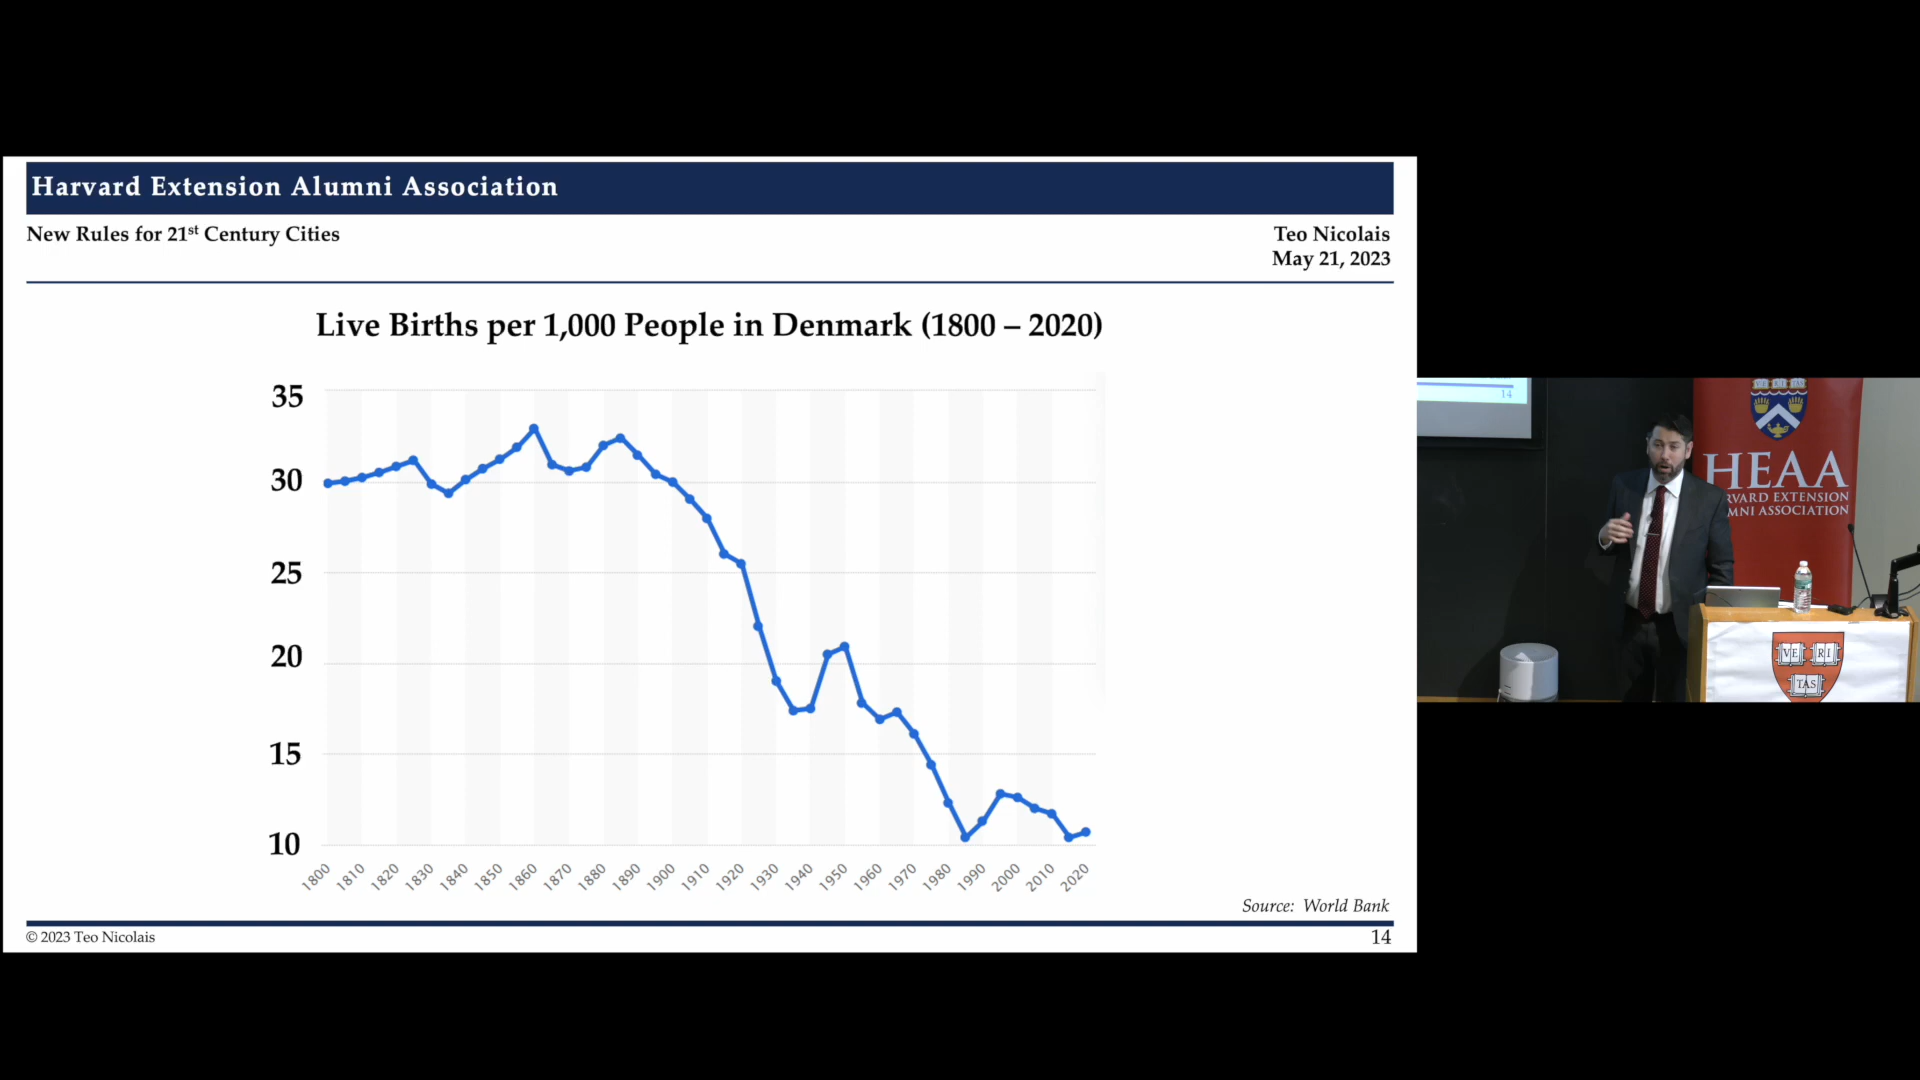 Harvard Extension Alumni Association
New Rules for 21st Century Cities
Teo Nicolais
May 21, 2023
Live Births per 1,000 People in Denmark (1800 – 2020)
35
30
25
20
15
10
1800 1810 1820 1830 1840 1850 1860 1870 1880 1890 1900 1910 1920 1930 1940 1950 1960 1970 1980 1990 2000 2010 2020
Source: World Bank
© 2023 Teo Nicolais
14
14
HEAA
RVARD EXTENSION
MNI ASSOCIATION
VE RI
TAS